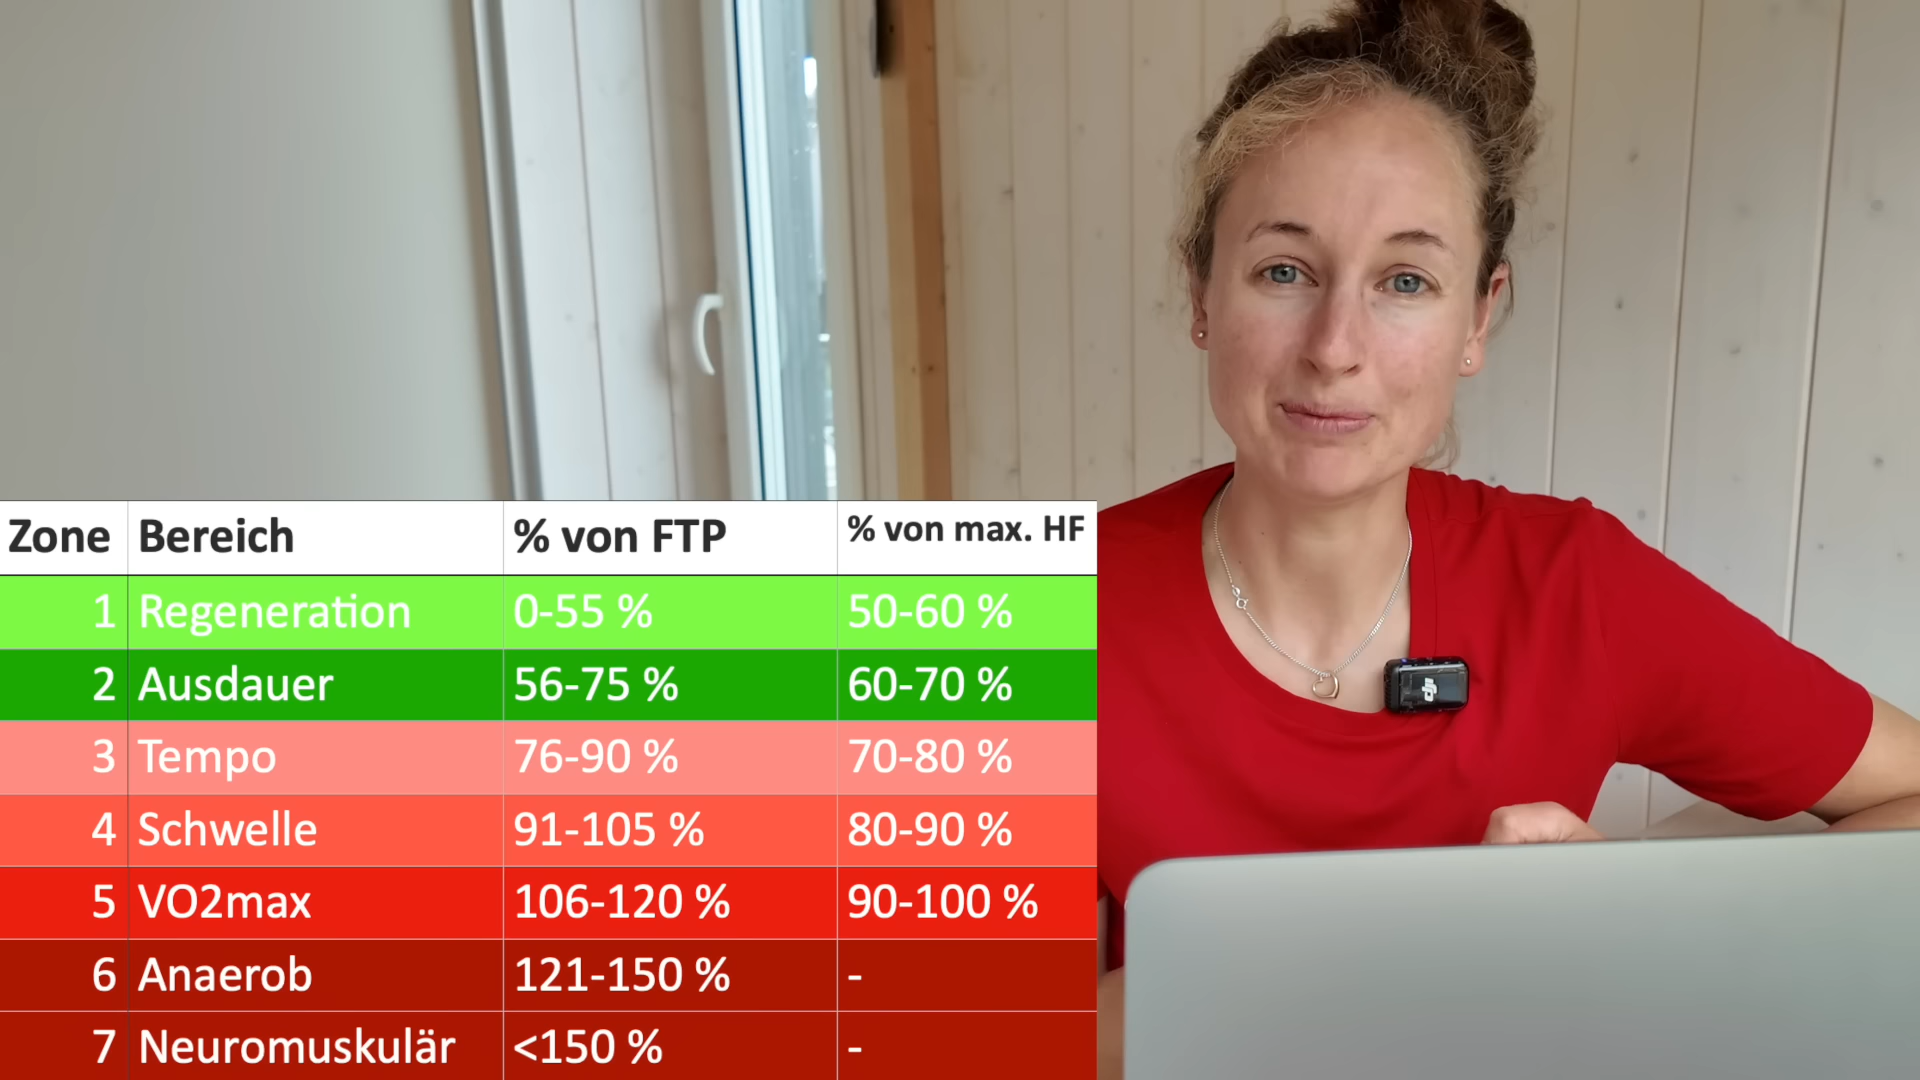 Zone Bereich % von FTP % von max. HF
1 Regeneration 0-55 % 50-60 %
2 Ausdauer 56-75 % 60-70 %
3 Tempo 76-90 % 70-80 %
4 Schwelle 91-105 % 80-90 %
5 VO2max 106-120 % 90-100 %
6 Anaerob 121-150 % -
7 Neuromuskulär <150 % -
dji